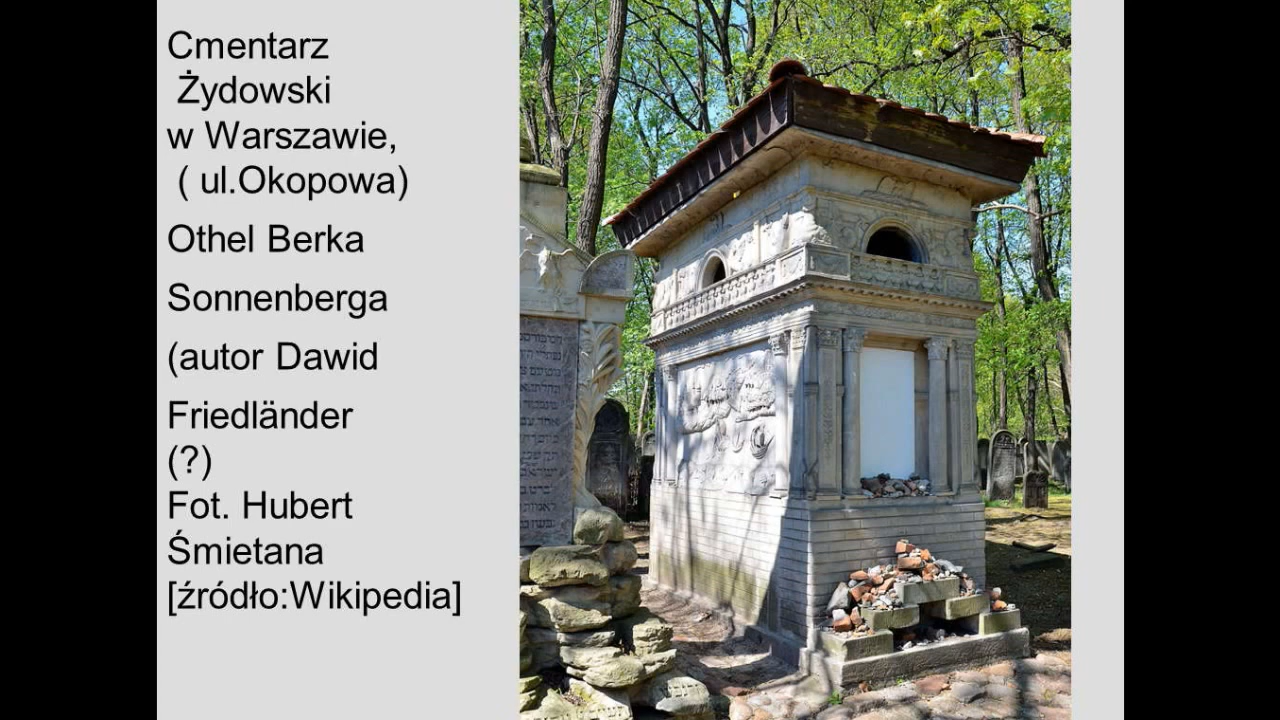 Cmentarz
Żydowski
w Warszawie,
( ul.Okopowa)
Othel Berka
Sonnenberga
(autor Dawid
Friedländer
(?)
Fot. Hubert
Śmietana
[źródło:Wikipedia]